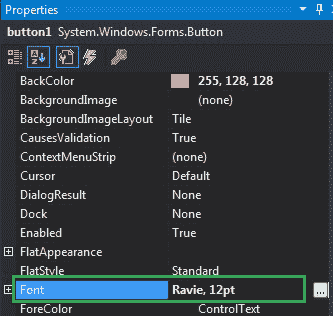 Properties
button1 System.Windows.Forms.Button
BackColor 255, 128, 128
BackgroundImage (none)
BackgroundImageLayout Tile
CausesValidation True
ContextMenuStrip (none)
Cursor Default
DialogResult None
Dock None
Enabled True
FlatAppearance
FlatStyle Standard
Font Ravie, 12pt ...
ForeColor ControlText